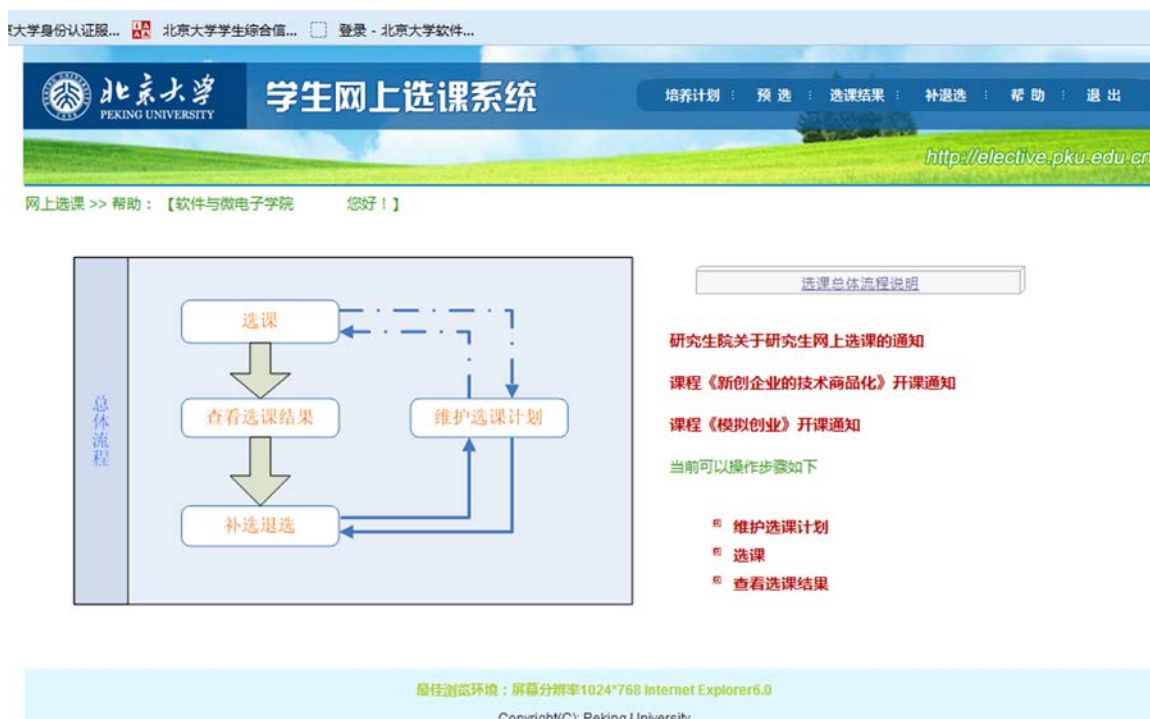 京大学身份认证服... 北京大学学生综合信... 登录 - 北京大学软件...
北京大学
PEKING UNIVERSITY
学生网上选课系统
培养计划 预选 选课结果 补退选 帮助 退出
http://elective.pku.edu.cn
网上选课 >> 帮助：【软件与微电子学院 您好！】
总体流程
选课
查看选课结果
维护选课计划
补选退选
选课总体流程说明
研究生院关于研究生网上选课的通知
课程《新创企业的技术商品化》开课通知
课程《模拟创业》开课通知
当前可以操作步骤如下
维护选课计划
选课
查看选课结果
最佳浏览环境：屏幕分辨率1024*768 Internet Explorer6.0
Copyright(C): Peking University